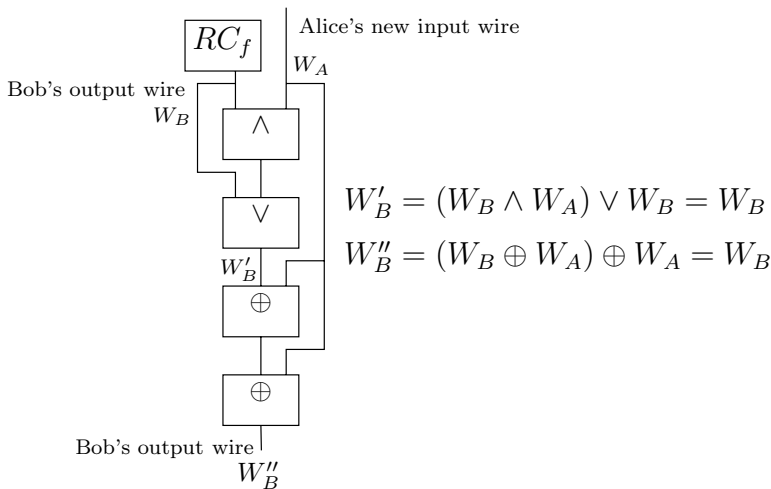 Alice's new input wire
RC_f
W_A
Bob's output wire
W_B
∧
∨
W'_B = (W_B ∧ W_A) ∨ W_B = W_B
W''_B = (W_B ⊕ W_A) ⊕ W_A = W_B
W'_B
⊕
⊕
Bob's output wire
W''_B